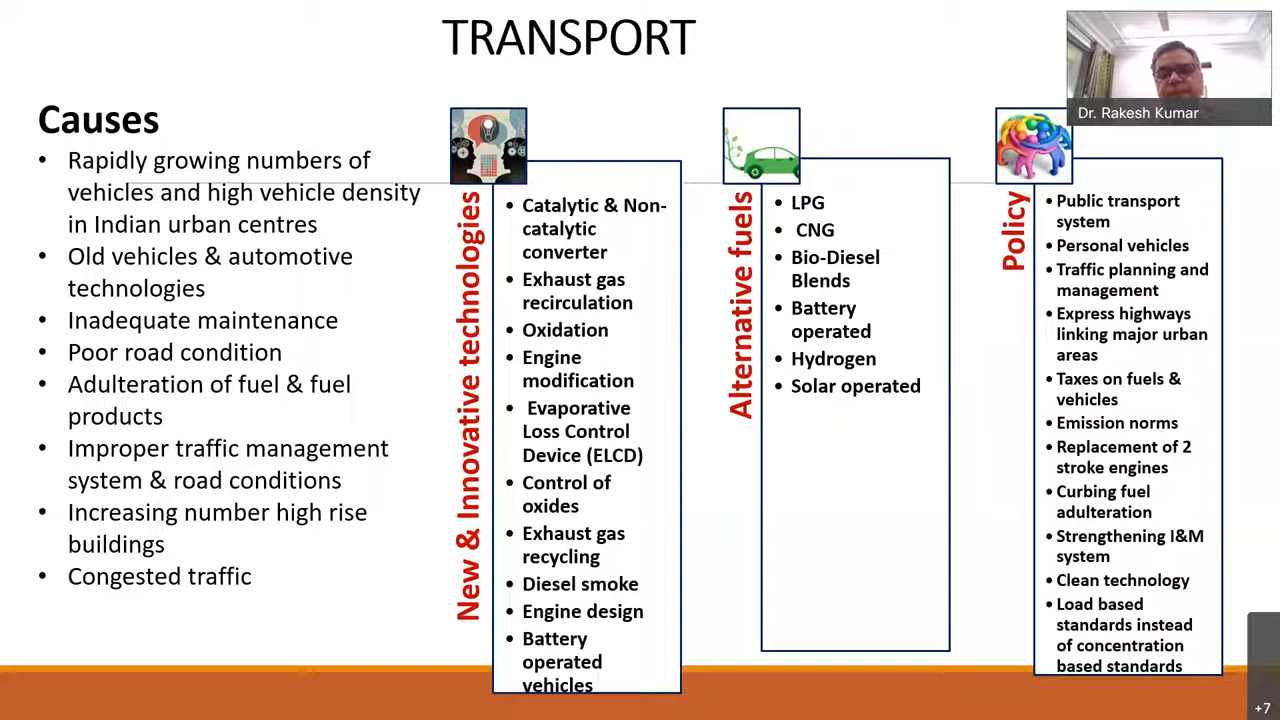 TRANSPORT
Dr. Rakesh Kumar
Causes
• Rapidly growing numbers of
vehicles and high vehicle density
in Indian urban centres
• Old vehicles & automotive
technologies
• Inadequate maintenance
• Poor road condition
• Adulteration of fuel & fuel
products
• Improper traffic management
system & road conditions
• Increasing number high rise
buildings
• Congested traffic
New & Innovative technologies
• Catalytic & Non-
catalytic
converter
• Exhaust gas
recirculation
• Oxidation
• Engine
modification
• Evaporative
Loss Control
Device (ELCD)
• Control of
oxides
• Exhaust gas
recycling
• Diesel smoke
• Engine design
• Battery
operated
vehicles
Alternative fuels
• LPG
• CNG
• Bio-Diesel
Blends
• Battery
operated
• Hydrogen
• Solar operated
Policy
• Public transport
system
• Personal vehicles
• Traffic planning and
management
• Express highways
linking major urban
areas
• Taxes on fuels &
vehicles
• Emission norms
• Replacement of 2
stroke engines
• Curbing fuel
adulteration
• Strengthening I&M
system
• Clean technology
• Load based
standards instead
of concentration
based standards
+7